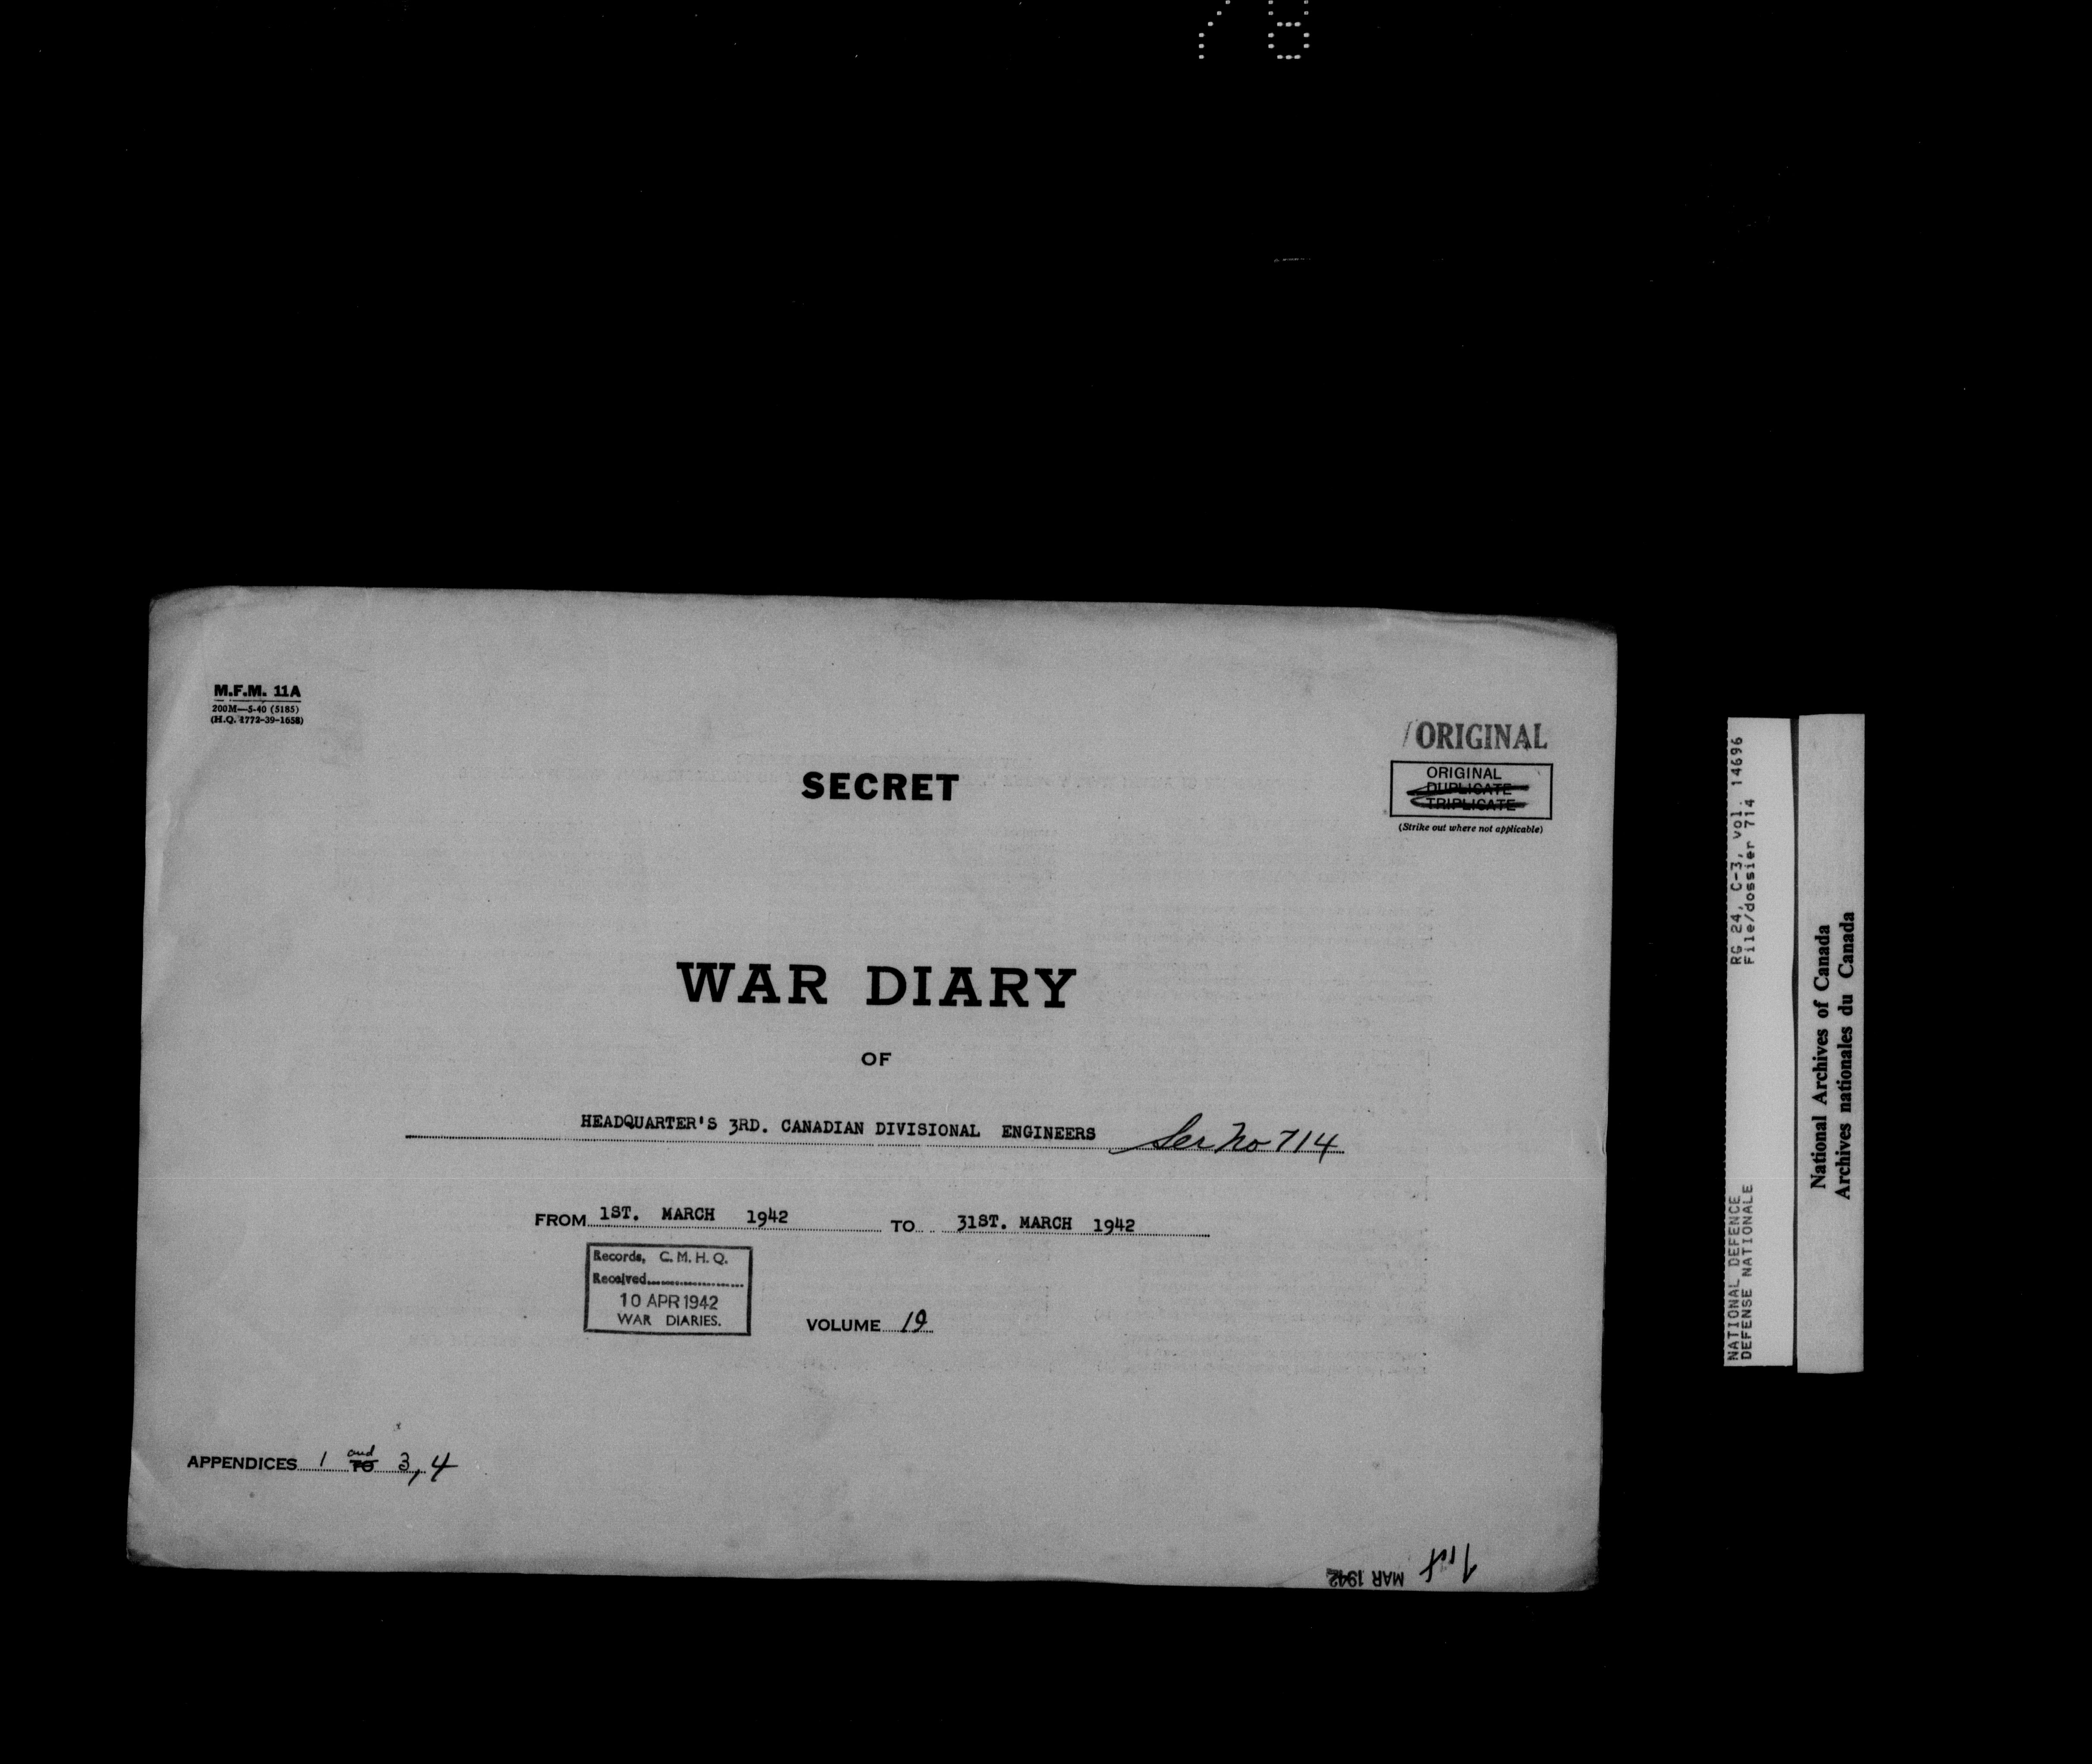 M.F.M. 11A
200M—5-40 (5185)
(H.Q. 1772-39-1658)
ORIGINAL
ORIGINAL
DUPLICATE
TRIPLICATE
(Strike out where not applicable)
SECRET
WAR DIARY
OF
HEADQUARTER'S 3RD. CANADIAN DIVISIONAL ENGINEERS Ser No 714
FROM 1ST. MARCH 1942 TO 31ST. MARCH 1942
Records, C. M. H. Q.
Received
10 APR 1942
WAR DIARIES.
VOLUME 19
and
APPENDICES 1 TO 3, 4
MAR 1942
NATIONAL DEFENCE RG 24, C-3, vol. 14696
DEFENSE NATIONALE File/dossier 714
National Archives of Canada
Archives nationales du Canada